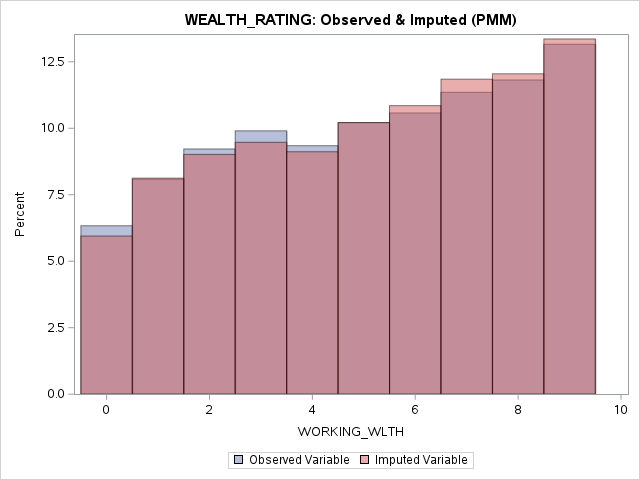 WEALTH_RATING: Observed & Imputed (PMM)
12.5
10.0
7.5
5.0
2.5
0.0
Percent
0 2 4 6 8 10
WORKING_WLTH
Observed Variable Imputed Variable